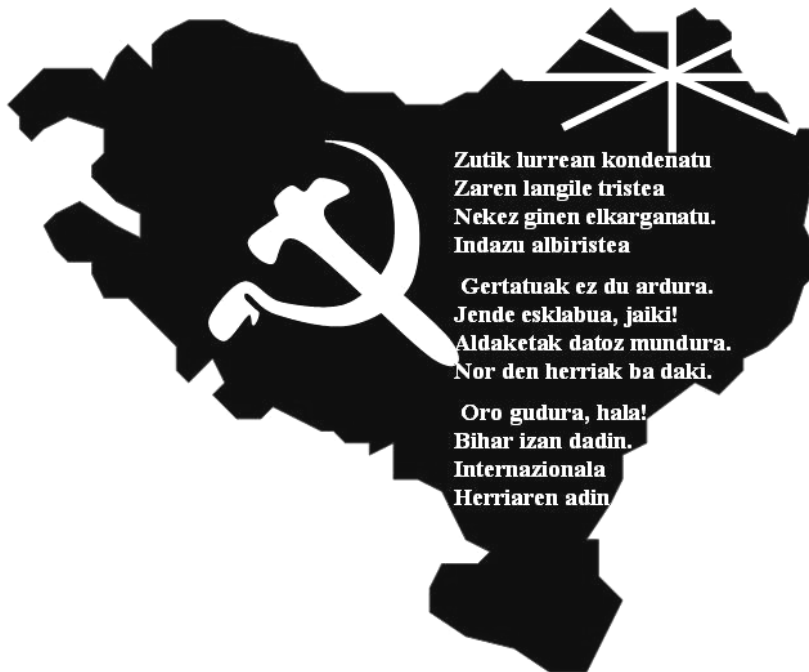 Zutik lurrean kondenatu
Zaren langile tristea
Nekez ginen elkarganatu.
Indazu albiristea
Gertatuak ez du ardura.
Jende esklabua, jaiki!
Aldaketak datoz mundura.
Nor den herriak ba daki.
Oro gudura, hala!
Bihar izan dadin.
Internazionala
Herriaren adin